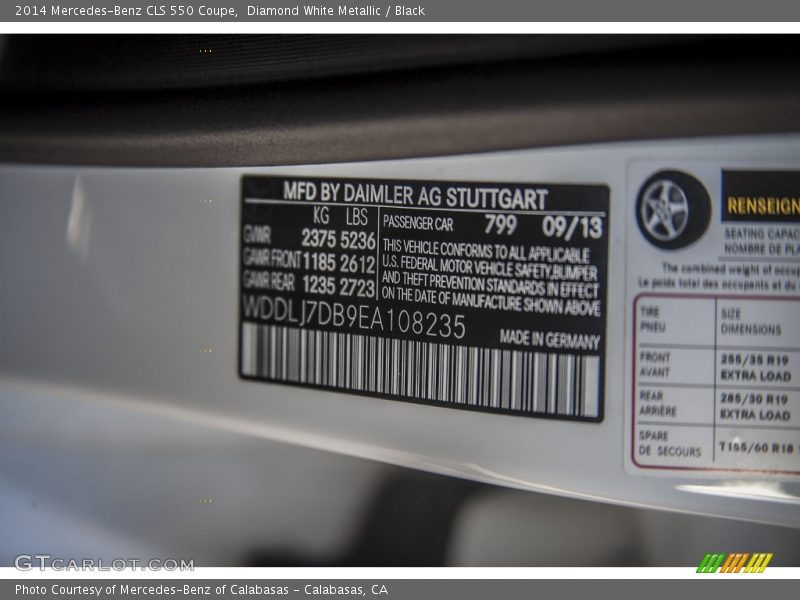 2014 Mercedes-Benz CLS 550 Coupe, Diamond White Metallic / Black
MFD BY DAIMLER AG STUTTGART
KG LBS
GVWR 2375 5236
GAWR FRONT 1185 2612
GAWR REAR 1235 2723
PASSENGER CAR 799 09/13
THIS VEHICLE CONFORMS TO ALL APPLICABLE
U.S. FEDERAL MOTOR VEHICLE SAFETY, BUMPER
AND THEFT PREVENTION STANDARDS IN EFFECT
ON THE DATE OF MANUFACTURE SHOWN ABOVE
WDDLJ7DB9EA108235
MADE IN GERMANY
RENSEIGN
SEATING CAPAC
NOMBRE DE PLA
The combined weight of occup
Le poids total des occupants et du
TIRE SIZE
PNEU DIMENSIONS
FRONT 255/35 R19
AVANT EXTRA LOAD
REAR 285/30 R19
ARRIÈRE EXTRA LOAD
SPARE T155/60 R18
DE SECOURS
GTCARLOT.COM
Photo Courtesy of Mercedes-Benz of Calabasas - Calabasas, CA